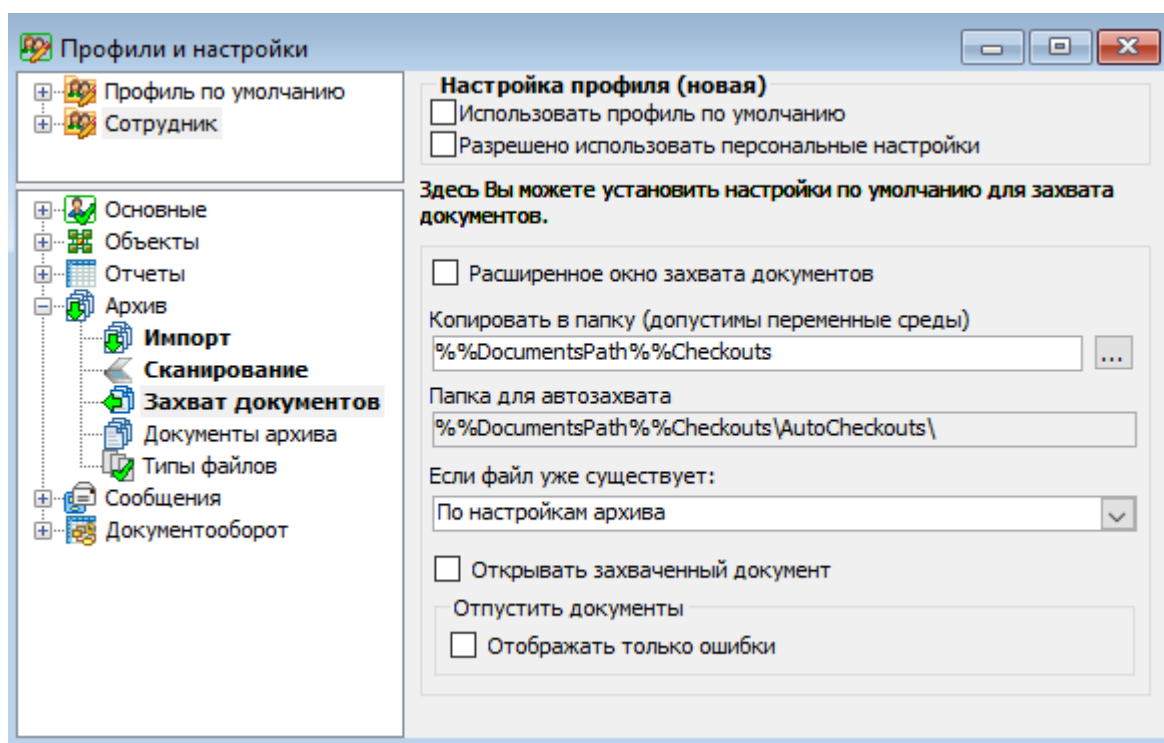 Профили и настройки
Профиль по умолчанию
Сотрудник
Основные
Объекты
Отчеты
Архив
Импорт
Сканирование
Захват документов
Документы архива
Типы файлов
Сообщения
Документооборот
Настройка профиля (новая)
Использовать профиль по умолчанию
Разрешено использовать персональные настройки
Здесь Вы можете установить настройки по умолчанию для захвата
документов.
Расширенное окно захвата документов
Копировать в папку (допустимы переменные среды)
%%DocumentsPath%%Checkouts
...
Папка для автозахвата
%%DocumentsPath%%Checkouts\AutoCheckouts\
Если файл уже существует:
По настройкам архива
Открывать захваченный документ
Отпустить документы
Отображать только ошибки